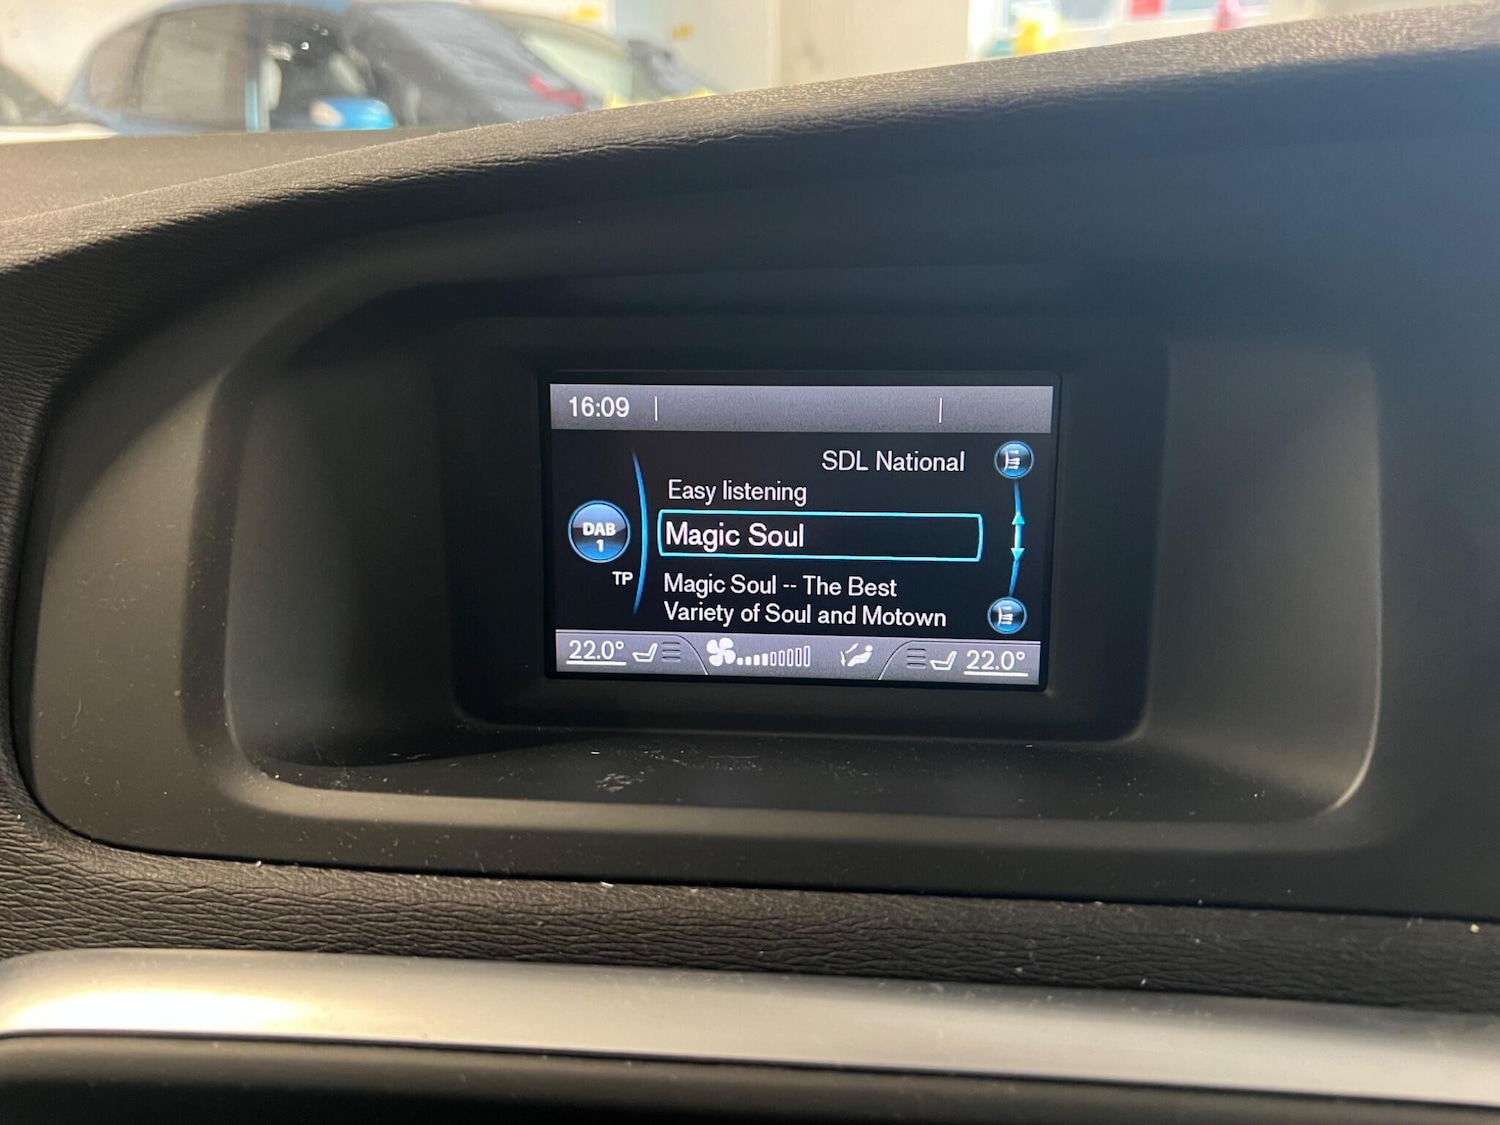 16:09
SDL National
Easy listening
DAB
1
Magic Soul
TP
Magic Soul -- The Best
Variety of Soul and Motown
22.0°
22.0°